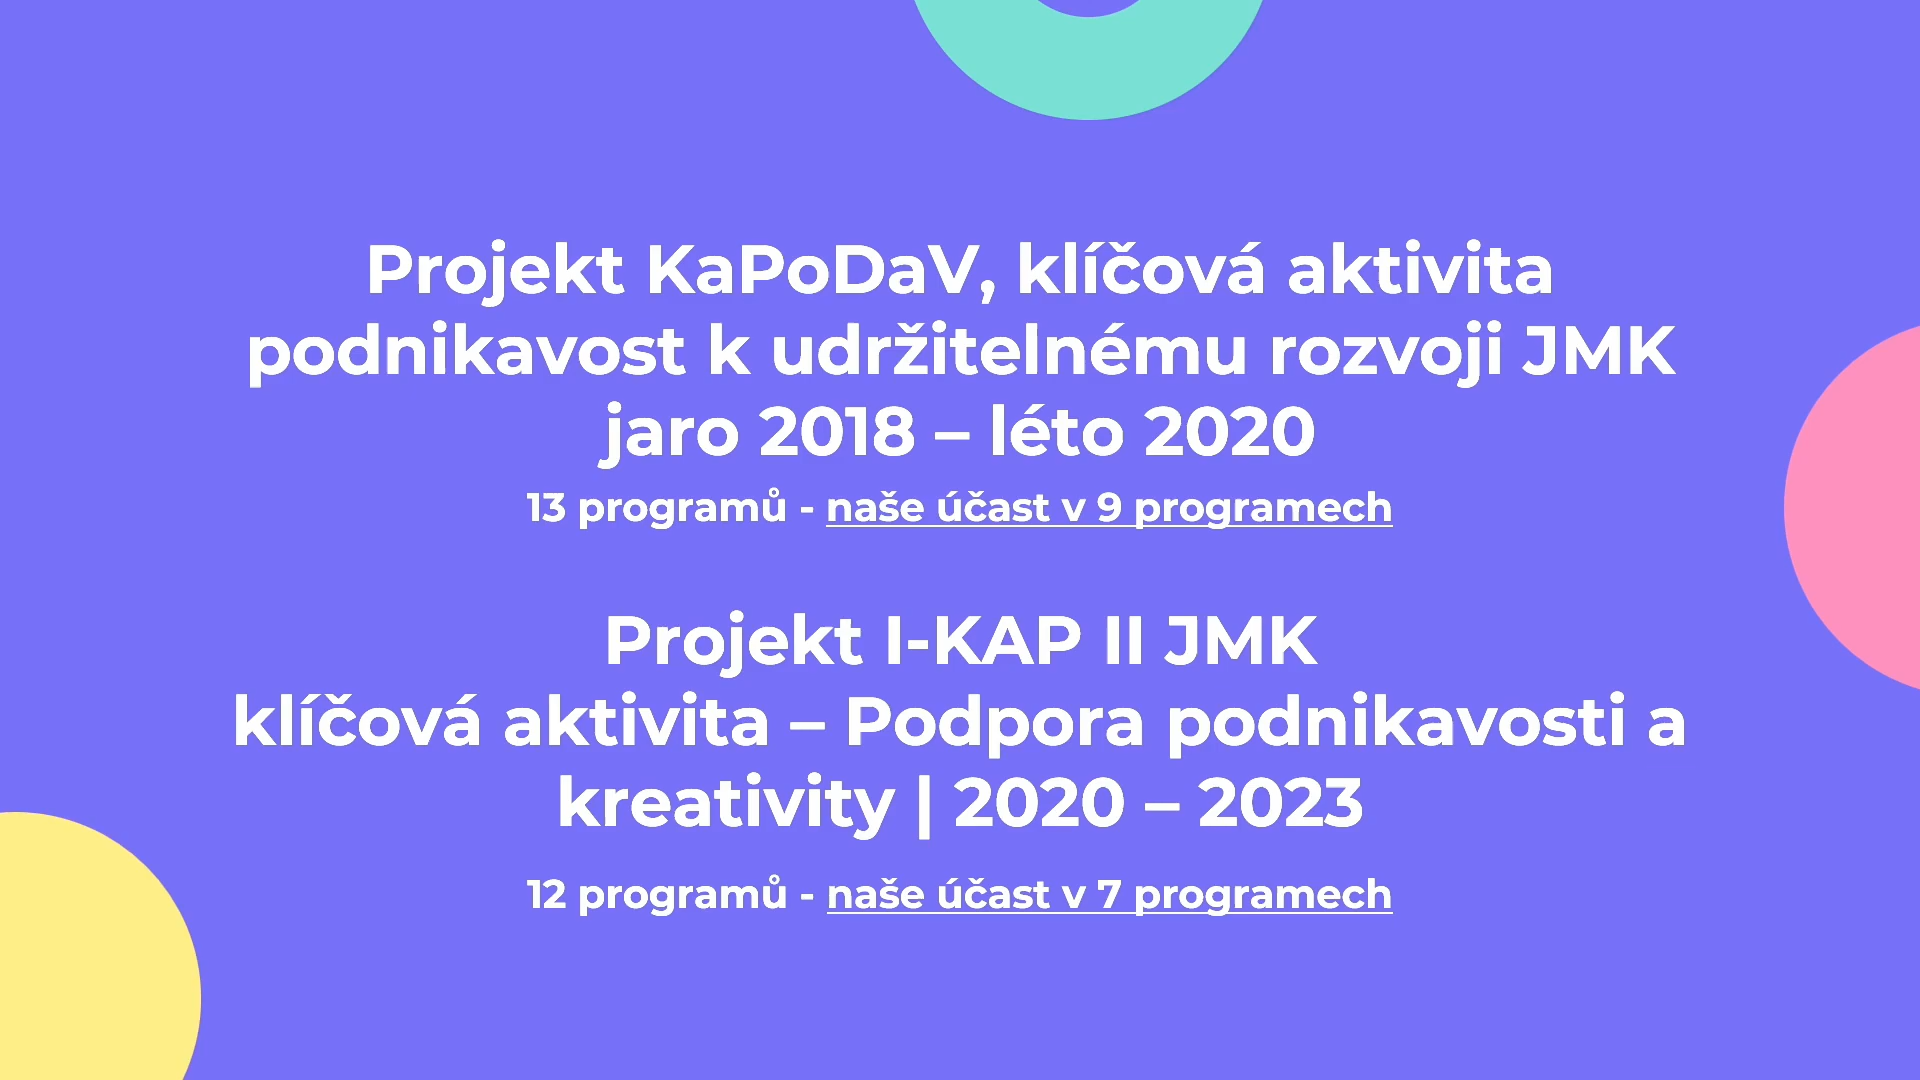 Projekt KaPoDaV, klíčová aktivita
podnikavost k udržitelnému rozvoji JMK
jaro 2018 – léto 2020
13 programů - naše účast v 9 programech
Projekt I-KAP II JMK
klíčová aktivita – Podpora podnikavosti a
kreativity | 2020 – 2023
12 programů - naše účast v 7 programech